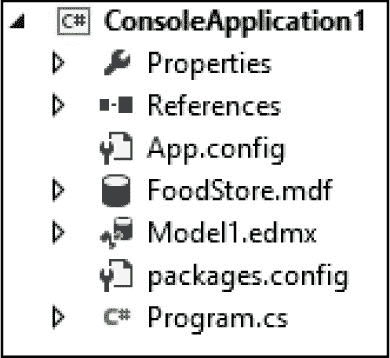 C# ConsoleApplication1
Properties
References
App.config
FoodStore.mdf
Model1.edmx
packages.config
C# Program.cs